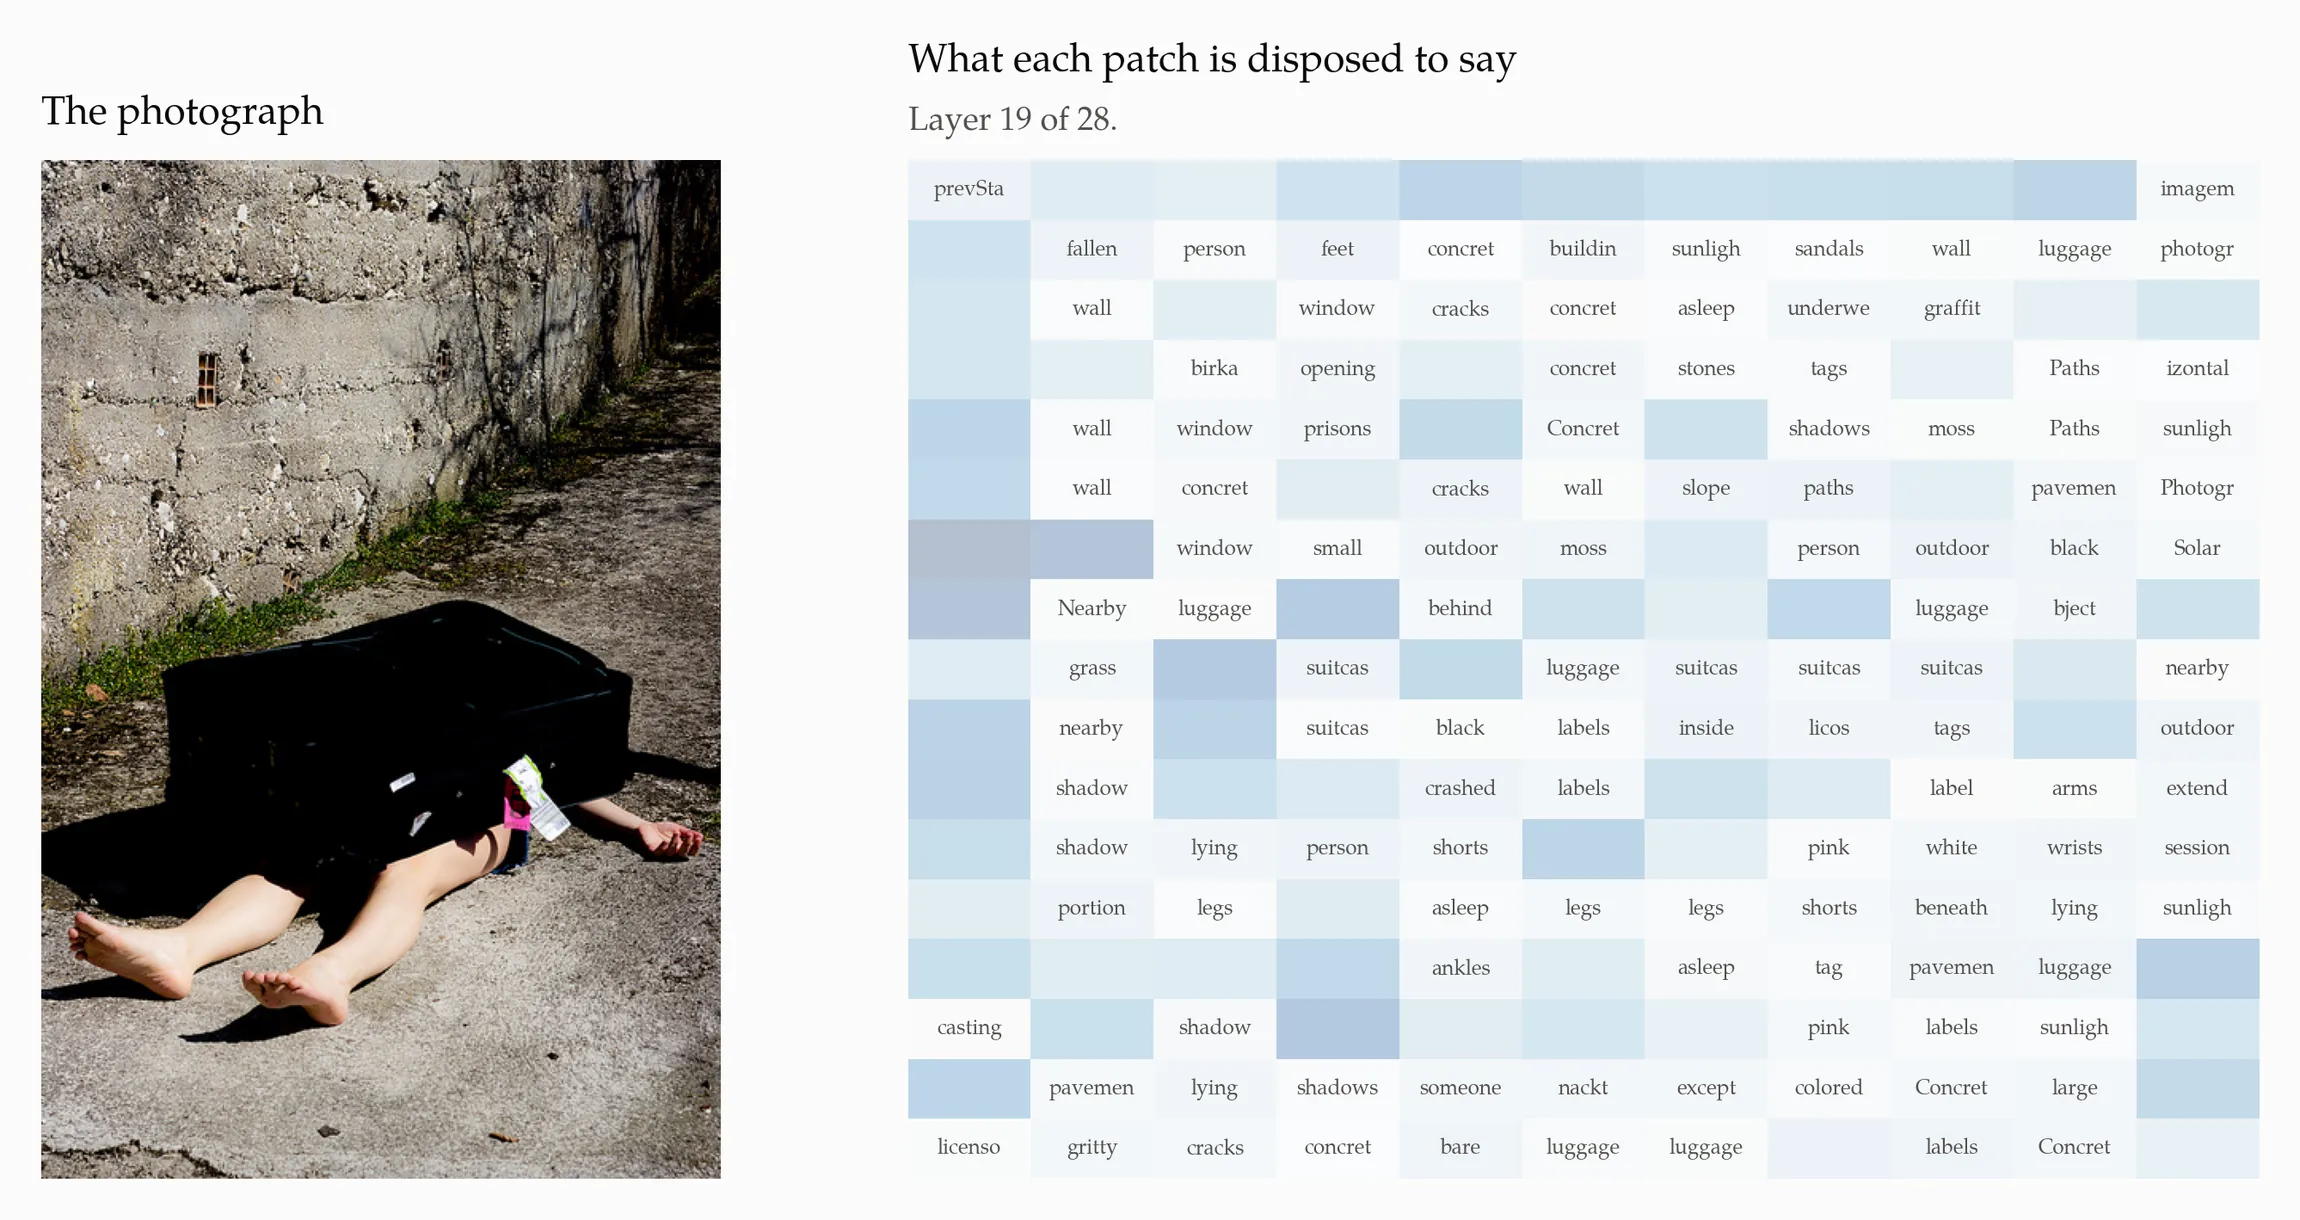 What each patch is disposed to say
The photograph
Layer 19 of 28.
prevSta imagem
fallen person feet concret buildin sunligh sandals wall luggage photogr
wall window cracks concret asleep underwe graffit
birka opening concret stones tags Paths izontal
wall window prisons Concret shadows moss Paths sunligh
wall concret cracks wall slope paths pavemen Photogr
window small outdoor moss person outdoor black Solar
Nearby luggage behind luggage bject
grass suitcas luggage suitcas suitcas suitcas nearby
nearby suitcas black labels inside licos tags outdoor
shadow crashed labels label arms extend
shadow lying person shorts pink white wrists session
portion legs asleep legs legs shorts beneath lying sunligh
ankles asleep tag pavemen luggage
casting shadow pink labels sunligh
pavemen lying shadows someone nackt except colored Concret large
licenso gritty cracks concret bare luggage luggage labels Concret